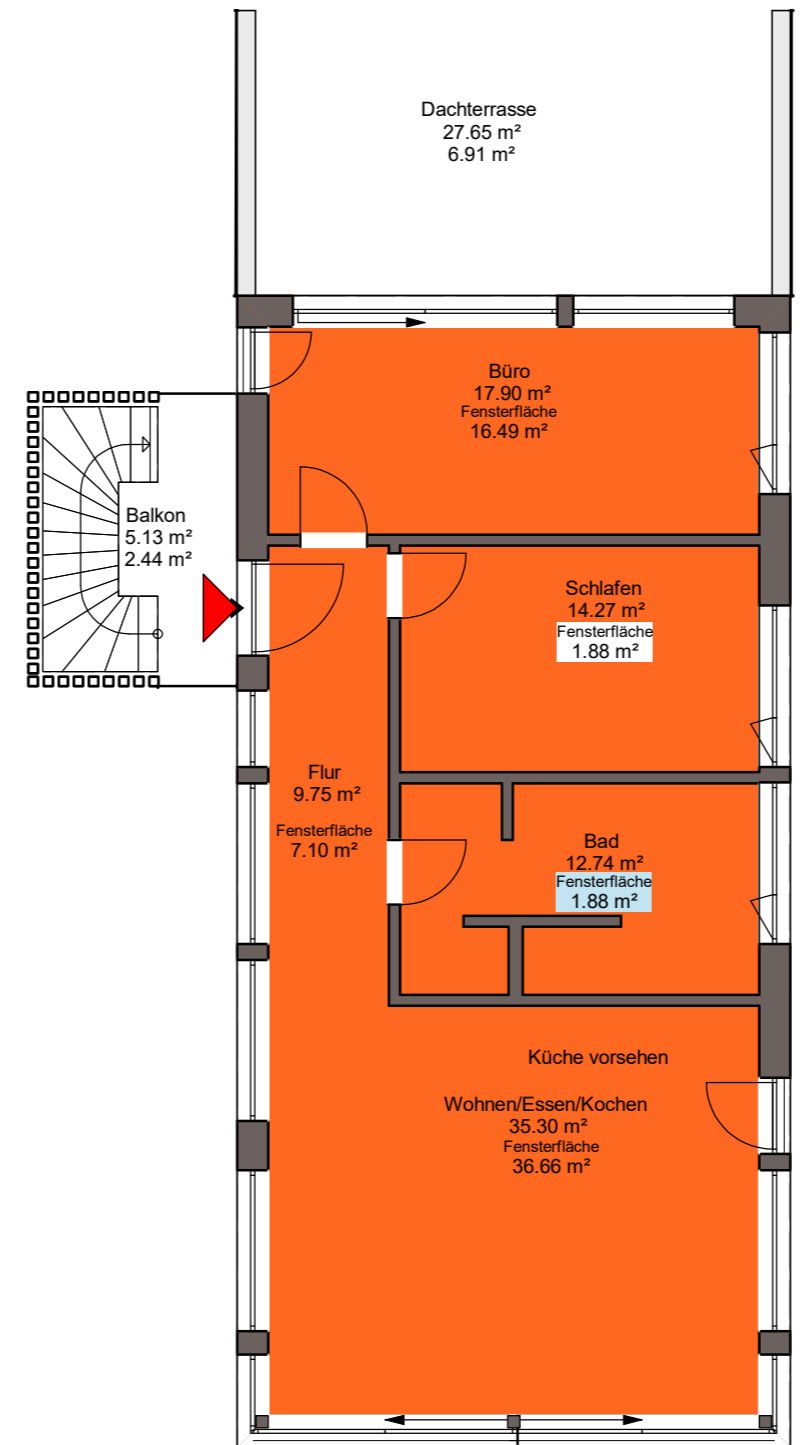 Dachterrasse
27.65 m²
6.91 m²
Büro
17.90 m²
Fensterfläche
16.49 m²
Balkon
5.13 m²
2.44 m²
Schlafen
14.27 m²
Fensterfläche
1.88 m²
Flur
9.75 m²
Fensterfläche
7.10 m²
Bad
12.74 m²
Fensterfläche
1.88 m²
Küche vorsehen
Wohnen/Essen/Kochen
35.30 m²
Fensterfläche
36.66 m²